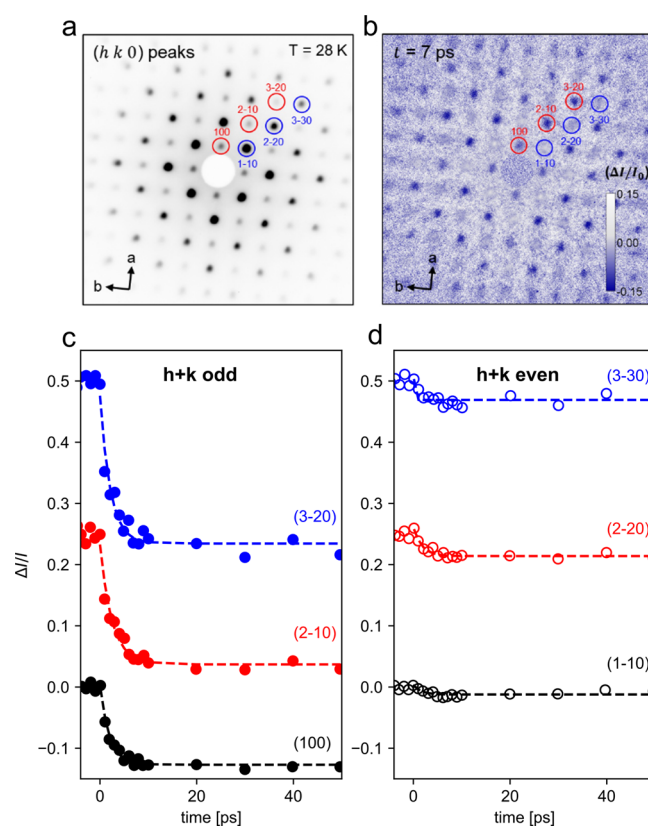 a
(h k 0) peaks
T = 28 K
3-20
3-30
2-10
2-20
100
1-10
a
b
b
t = 7 ps
3-20
3-30
2-10
2-20
100
1-10
(ΔI/I₀)
0.15
0.00
-0.15
a
b
c
h+k odd
0.5
0.4
0.3
0.2
0.1
0.0
−0.1
ΔI/I
(3-20)
(2-10)
(100)
0
20
40
time [ps]
d
h+k even
0.5
0.4
0.3
0.2
0.1
0.0
−0.1
(3-30)
(2-20)
(1-10)
0
20
40
time [ps]